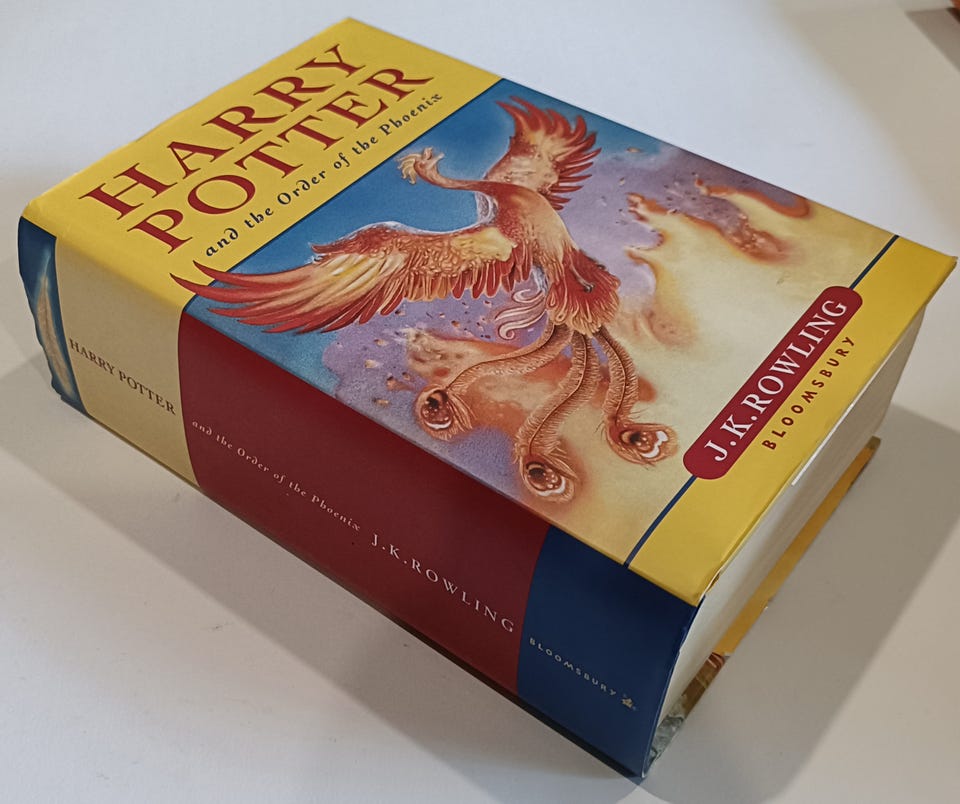 HARRY
POTTER
and the Order of the Phoenix
J.K.ROWLING
BLOOMSBURY
HARRY POTTER
and the Order of the Phoenix
J.K.ROWLING
BLOOMSBURY